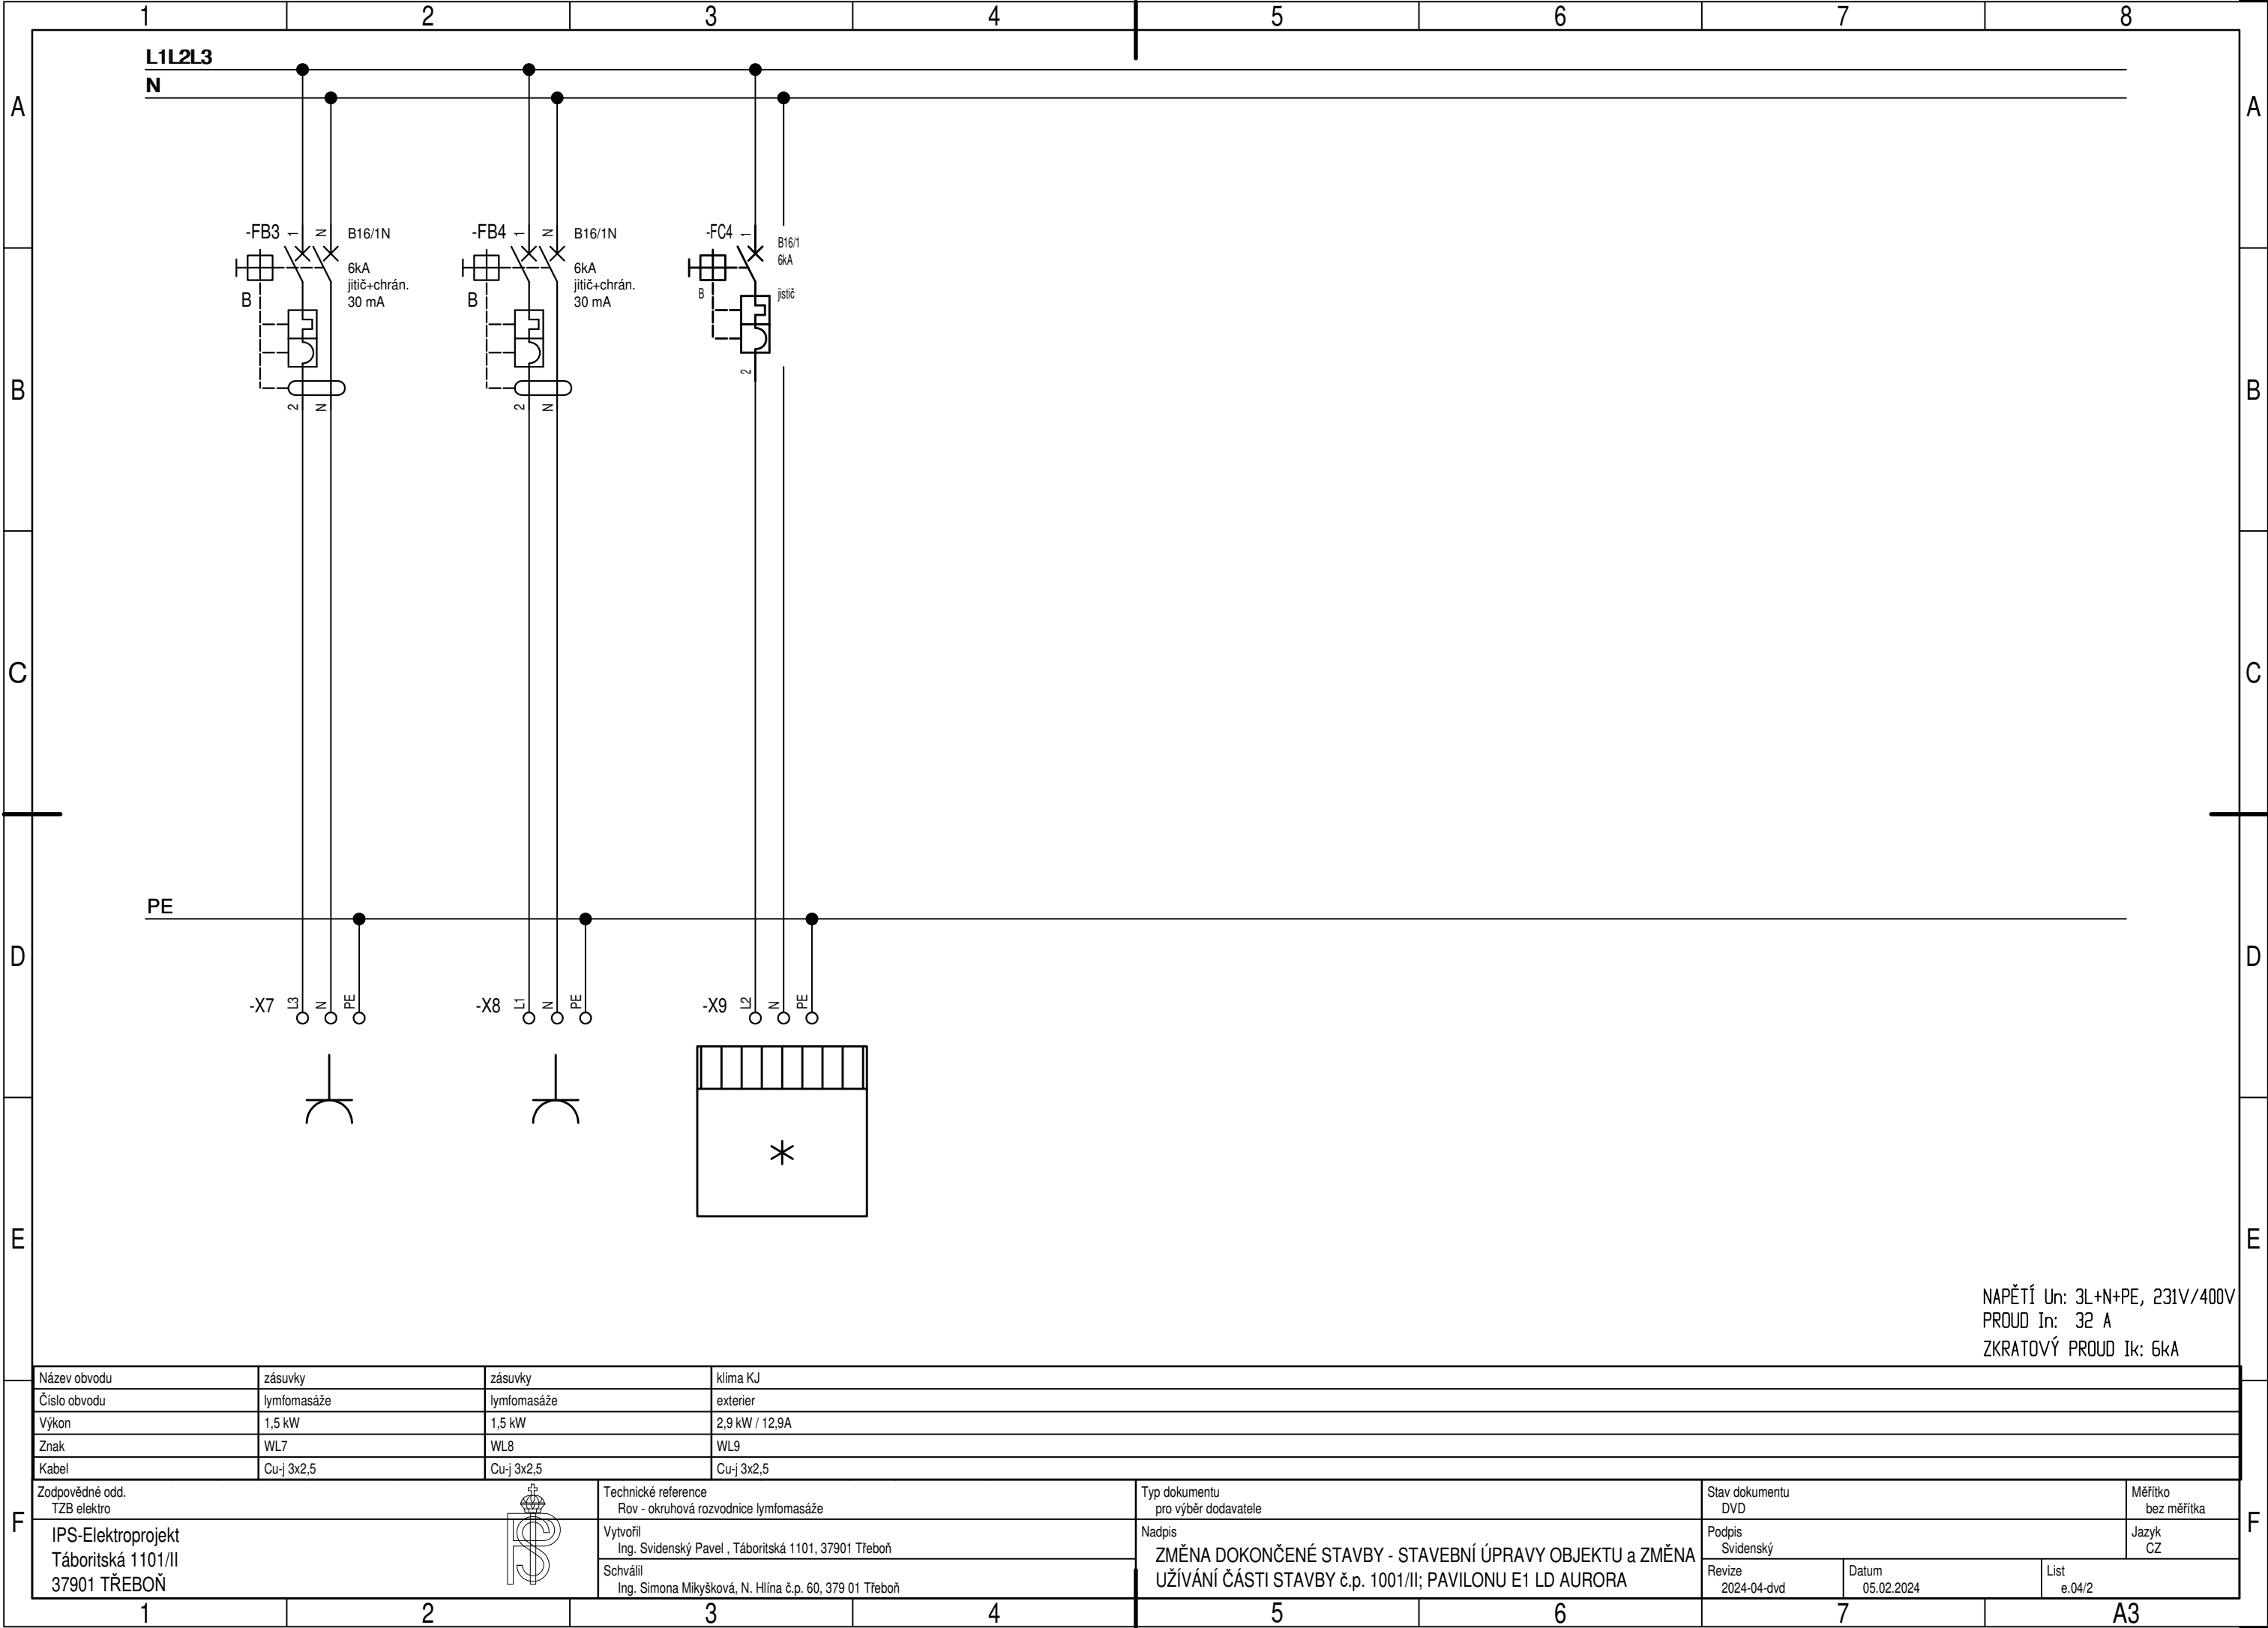 1 2 3 4 5 6 7 8
L1L2L3
N
A A
-FB3 1 N B16/1N
6kA
jitič+chrán.
30 mA
B
2 N
-FB4 1 N B16/1N
6kA
jitič+chrán.
30 mA
B
2 N
-FC4 1 B16/1
6kA
B jistič
2
B B
C C
PE
D D
-X7 L3 N PE
-X8 L1 N PE
-X9 L2 N PE
*
E E
NAPĚTÍ Un: 3L+N+PE, 231V/400V
PROUD In: 32 A
ZKRATOVÝ PROUD Ik: 6kA
Název obvodu zásuvky zásuvky klima KJ
Číslo obvodu lymfomasáže lymfomasáže exterier
Výkon 1,5 kW 1,5 kW 2,9 kW / 12,9A
Znak WL7 WL8 WL9
Kabel Cu-j 3x2,5 Cu-j 3x2,5 Cu-j 3x2,5
F F
Zodpovědné odd.
TZB elektro
IPS-Elektroprojekt
Táboritská 1101/II
37901 TŘEBOŇ
IPS
Technické reference
Rov - okruhová rozvodnice lymfomasáže
Vytvořil
Ing. Svidenský Pavel , Táboritská 1101, 37901 Třeboň
Schválil
Ing. Simona Mikyšková, N. Hlína č.p. 60, 379 01 Třeboň
Typ dokumentu
pro výběr dodavatele
Nadpis
ZMĚNA DOKONČENÉ STAVBY - STAVEBNÍ ÚPRAVY OBJEKTU a ZMĚNA
UŽÍVÁNÍ ČÁSTI STAVBY č.p. 1001/II; PAVILONU E1 LD AURORA
Stav dokumentu
DVD
Měřítko
bez měřítka
Podpis
Svidenský
Jazyk
CZ
Revize
2024-04-dvd
Datum
05.02.2024
List
e.04/2
1 2 3 4 5 6 7 A3